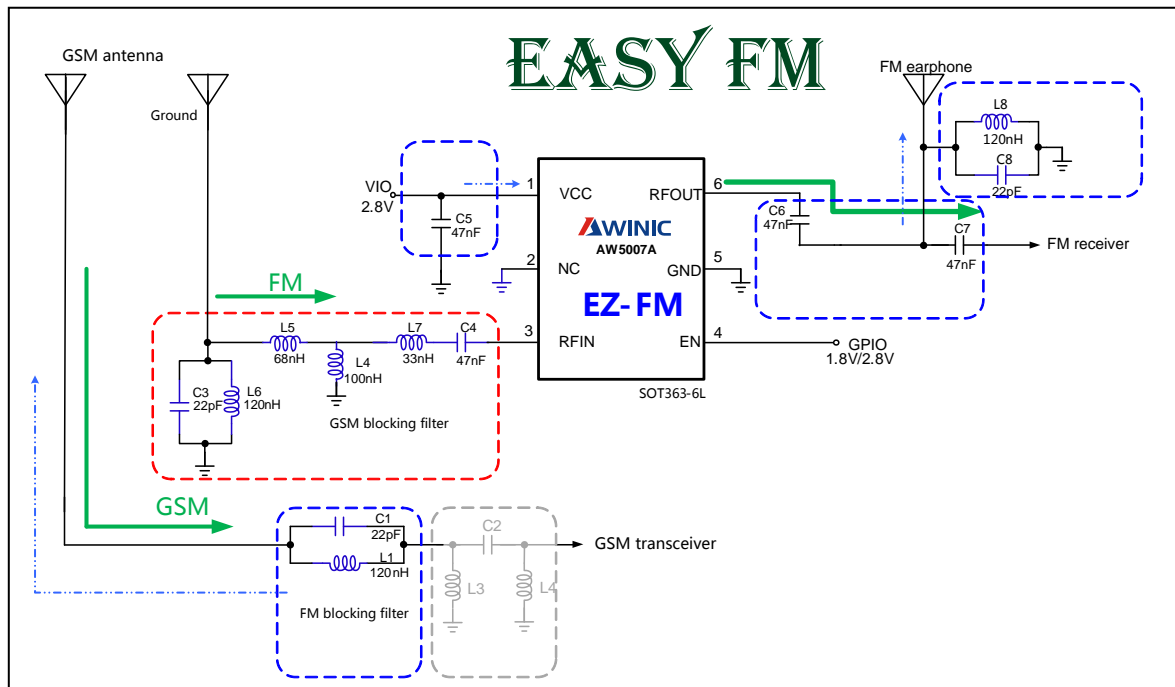 EASY FM
GSM antenna
Ground
FM earphone
L8
120nH
C8
22pF
VIO
2.8V
C5
47nF
1
VCC
2
NC
3
RFIN
AWINIC
AW5007A
EZ-FM
6
RFOUT
5
GND
4
EN
SOT363-6L
C6
47nF
C7
47nF
FM receiver
GPIO
1.8V/2.8V
FM
L5
68nH
L4
100nH
L7
33nH
C4
47nF
C3
22pF
L6
120nH
GSM blocking filter
GSM
C1
22pF
L1
120nH
FM blocking filter
C2
L3
L4
GSM transceiver